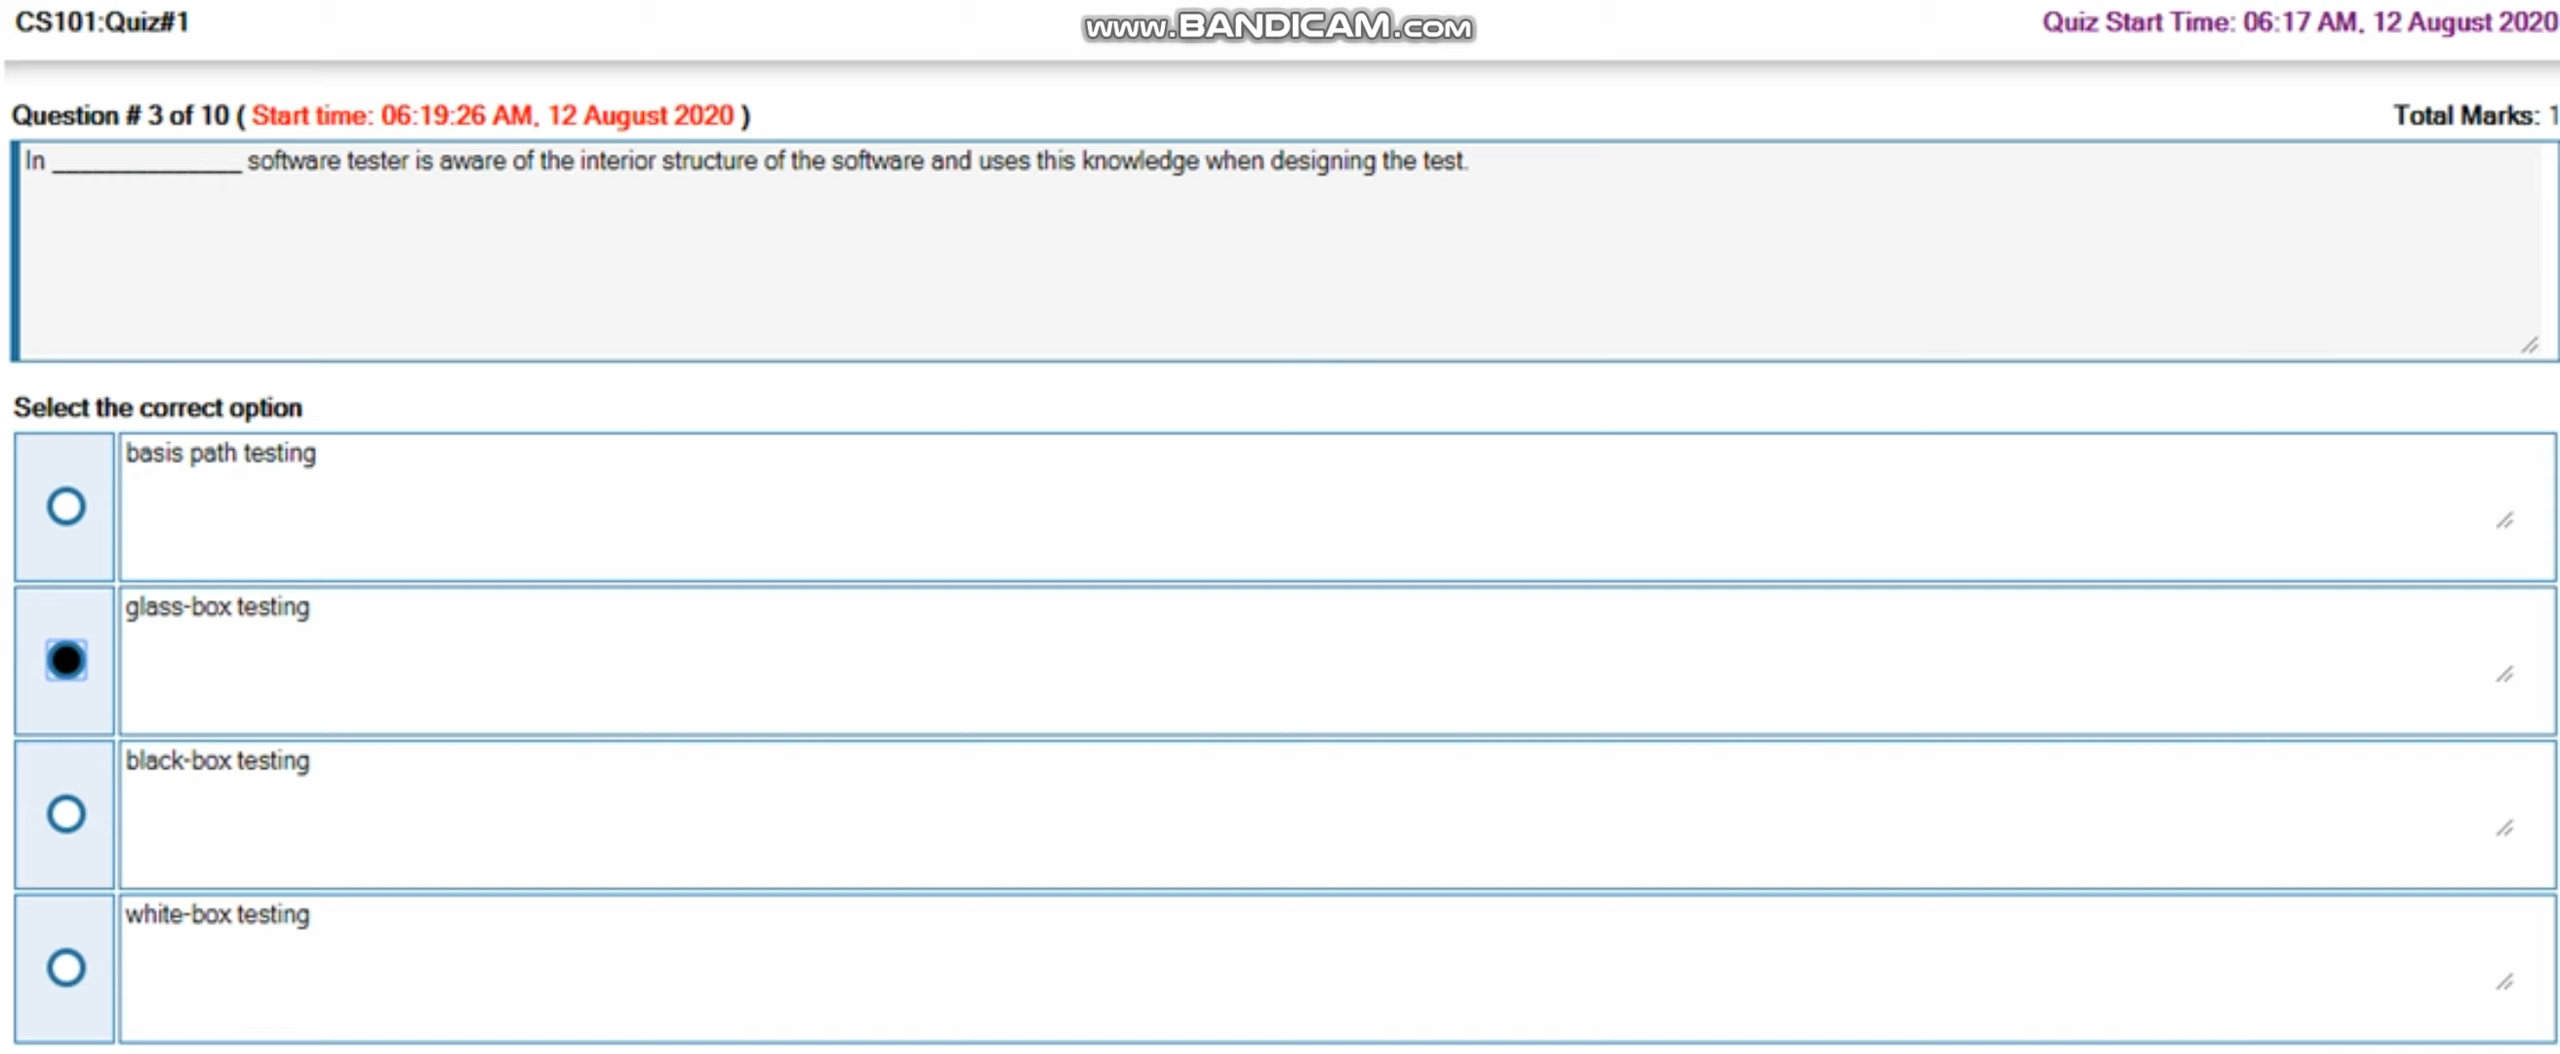 CS101:Quiz#1
www.BANDICAM.COM
Quiz Start Time: 06:17 AM, 12 August 2020
Question # 3 of 10 ( Start time: 06:19:26 AM, 12 August 2020 )
Total Marks: 1
In ______________ software tester is aware of the interior structure of the software and uses this knowledge when designing the test.
Select the correct option
basis path testing
glass-box testing
black-box testing
white-box testing